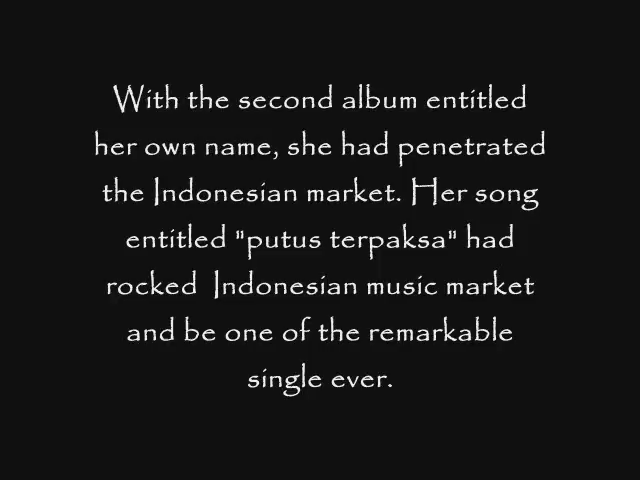 With the second album entitled
her own name, she had penetrated
the Indonesian market. Her song
entitled "putus terpaksa" had
rocked  Indonesian music market
and be one of the remarkable
single ever.